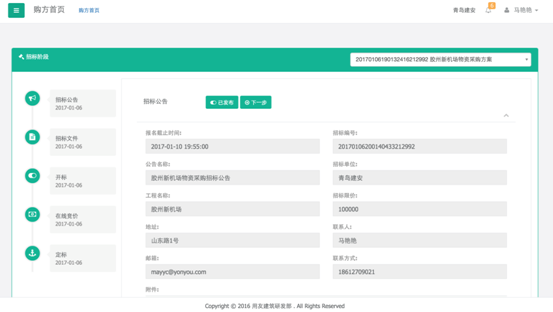 购方首页 购方首页 青岛建安 8 马艳艳
招标阶段 20170106190132416212992 胶州新机场物资采购方案
招标公告
2017-01-06
招标文件
2017-01-06
开标
2017-01-06
在线竞价
2017-01-06
定标
2017-01-06
招标公告 已发布 下一步
报名截止时间: 招标编号:
2017-01-10 19:55:00 20170106200140433212992
公告名称: 招标单位:
胶州新机场物资采购招标公告 青岛建安
工程名称: 招标限价:
胶州新机场 100000
地址: 联系人:
山东路1号 马艳艳
邮箱: 联系方式:
mayyc@yonyou.com 18612709021
附件:
Copyright © 2016 用友建筑研发部 . All Rights Reserved